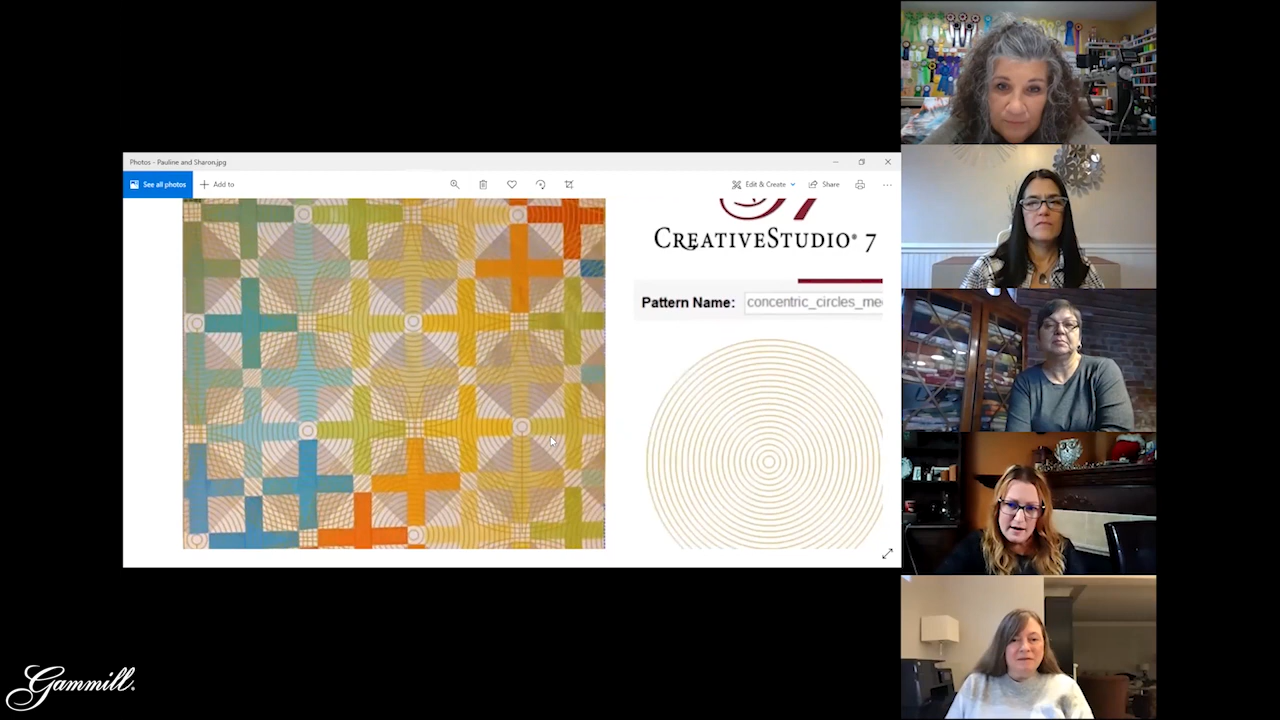 Photos - Pauline and Sharon.jpg
See all photos
Add to
Edit & Create
Share
CREATIVESTUDIO® 7
Pattern Name: concentric_circles_me
Gammill.